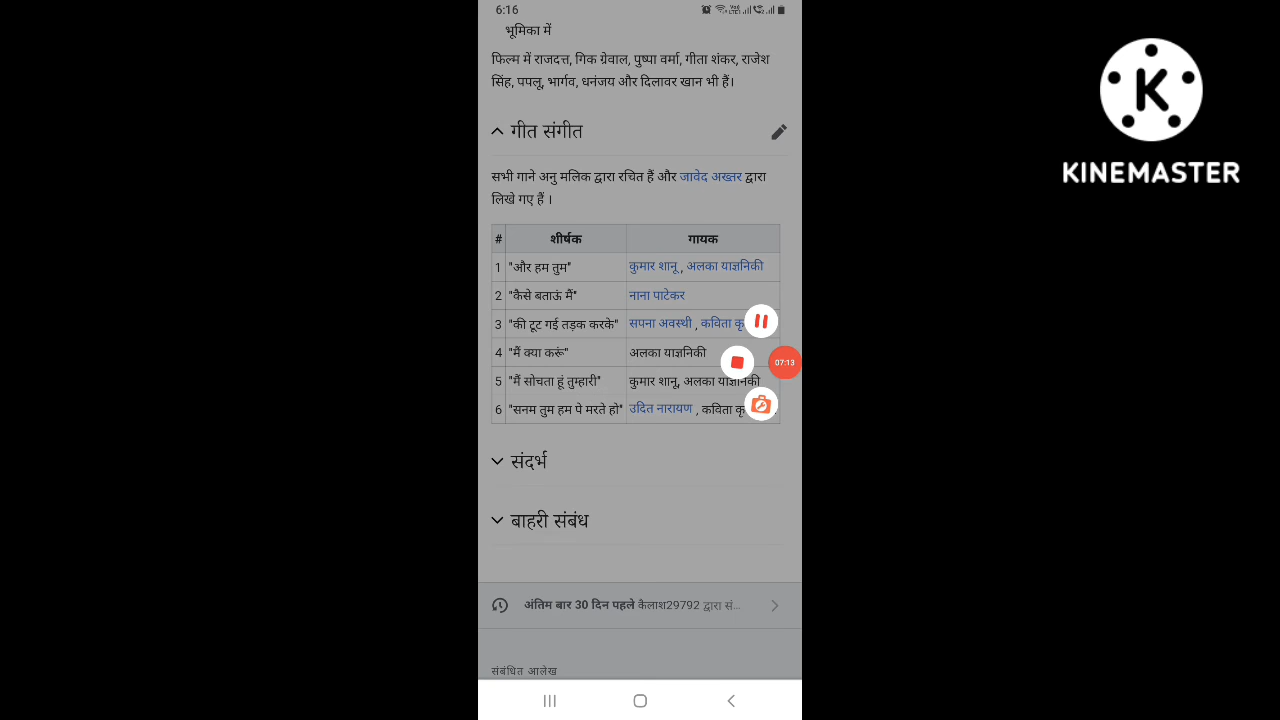 6:16
भूमिका में
फिल्म में राजदत्त, गिक ग्रेवाल, पुष्पा वर्मा, गीता शंकर, राजेश
सिंह, पपलू, भार्गव, धनंजय और दिलावर खान भी हैं।
गीत संगीत
सभी गाने अनु मलिक द्वारा रचित हैं और जावेद अख्तर द्वारा
लिखे गए हैं ।
# शीर्षक गायक
1 "और हम तुम" कुमार शानू , अलका याज्ञनिकी
2 "कैसे बताऊं मैं" नाना पाटेकर
3 "की टूट गई तड़क करके" सपना अवस्थी , कविता कृ
4 "मैं क्या करूं" अलका याज्ञनिकी
5 "मैं सोचता हूं तुम्हारी" कुमार शानू, अलका याज्ञनिकी
6 "सनम तुम हम पे मरते हो" उदित नारायण , कविता कृ
07:13
संदर्भ
बाहरी संबंध
अंतिम बार 30 दिन पहले कैलाश29792 द्वारा सं...
संबंधित आलेख
K
KINEMASTER